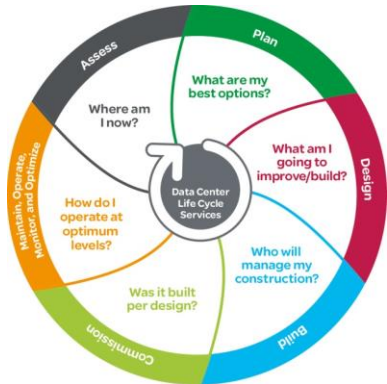 Assess
Where am
I now?
Plan
What are my
best options?
Design
What am I
going to
improve/build?
Build
Who will
manage my
construction?
Commission
Was it built
per design?
Maintain, Operate,
Monitor, and Optimize
How do I
operate at
optimum
levels?
Data Center
Life Cycle
Services